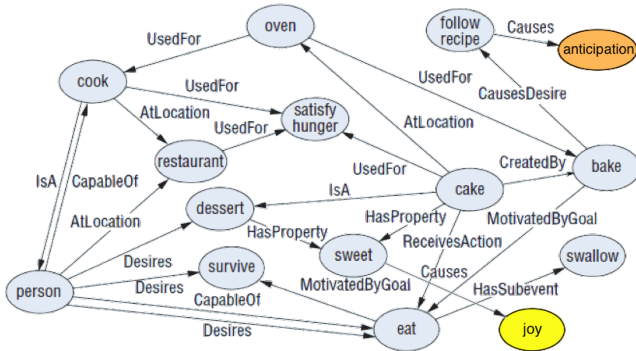 oven
follow
recipe
Causes
anticipation
UsedFor
cook
UsedFor
UsedFor
CausesDesire
AtLocation
satisfy
hunger
AtLocation
UsedFor
restaurant
UsedFor
CreatedBy
bake
IsA
CapableOf
IsA
cake
AtLocation
dessert
HasProperty
MotivatedByGoal
HasProperty
ReceivesAction
sweet
swallow
Desires
survive
person
Desires
MotivatedByGoal
Causes
HasSubevent
CapableOf
Desires
eat
joy